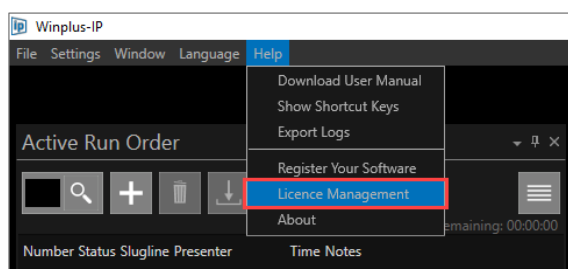 Winplus-IP
File Settings Window Language Help
Download User Manual
Show Shortcut Keys
Export Logs
Register Your Software
Licence Management
About
Active Run Order
emaining: 00:00:00
Number Status Slugline Presenter Time Notes